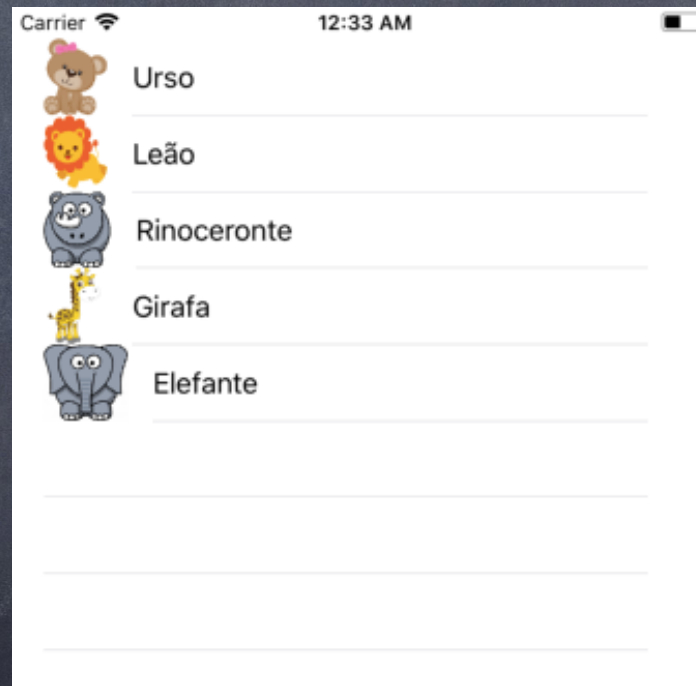 Carrier 12:33 AM
Urso
Leão
Rinoceronte
Girafa
Elefante